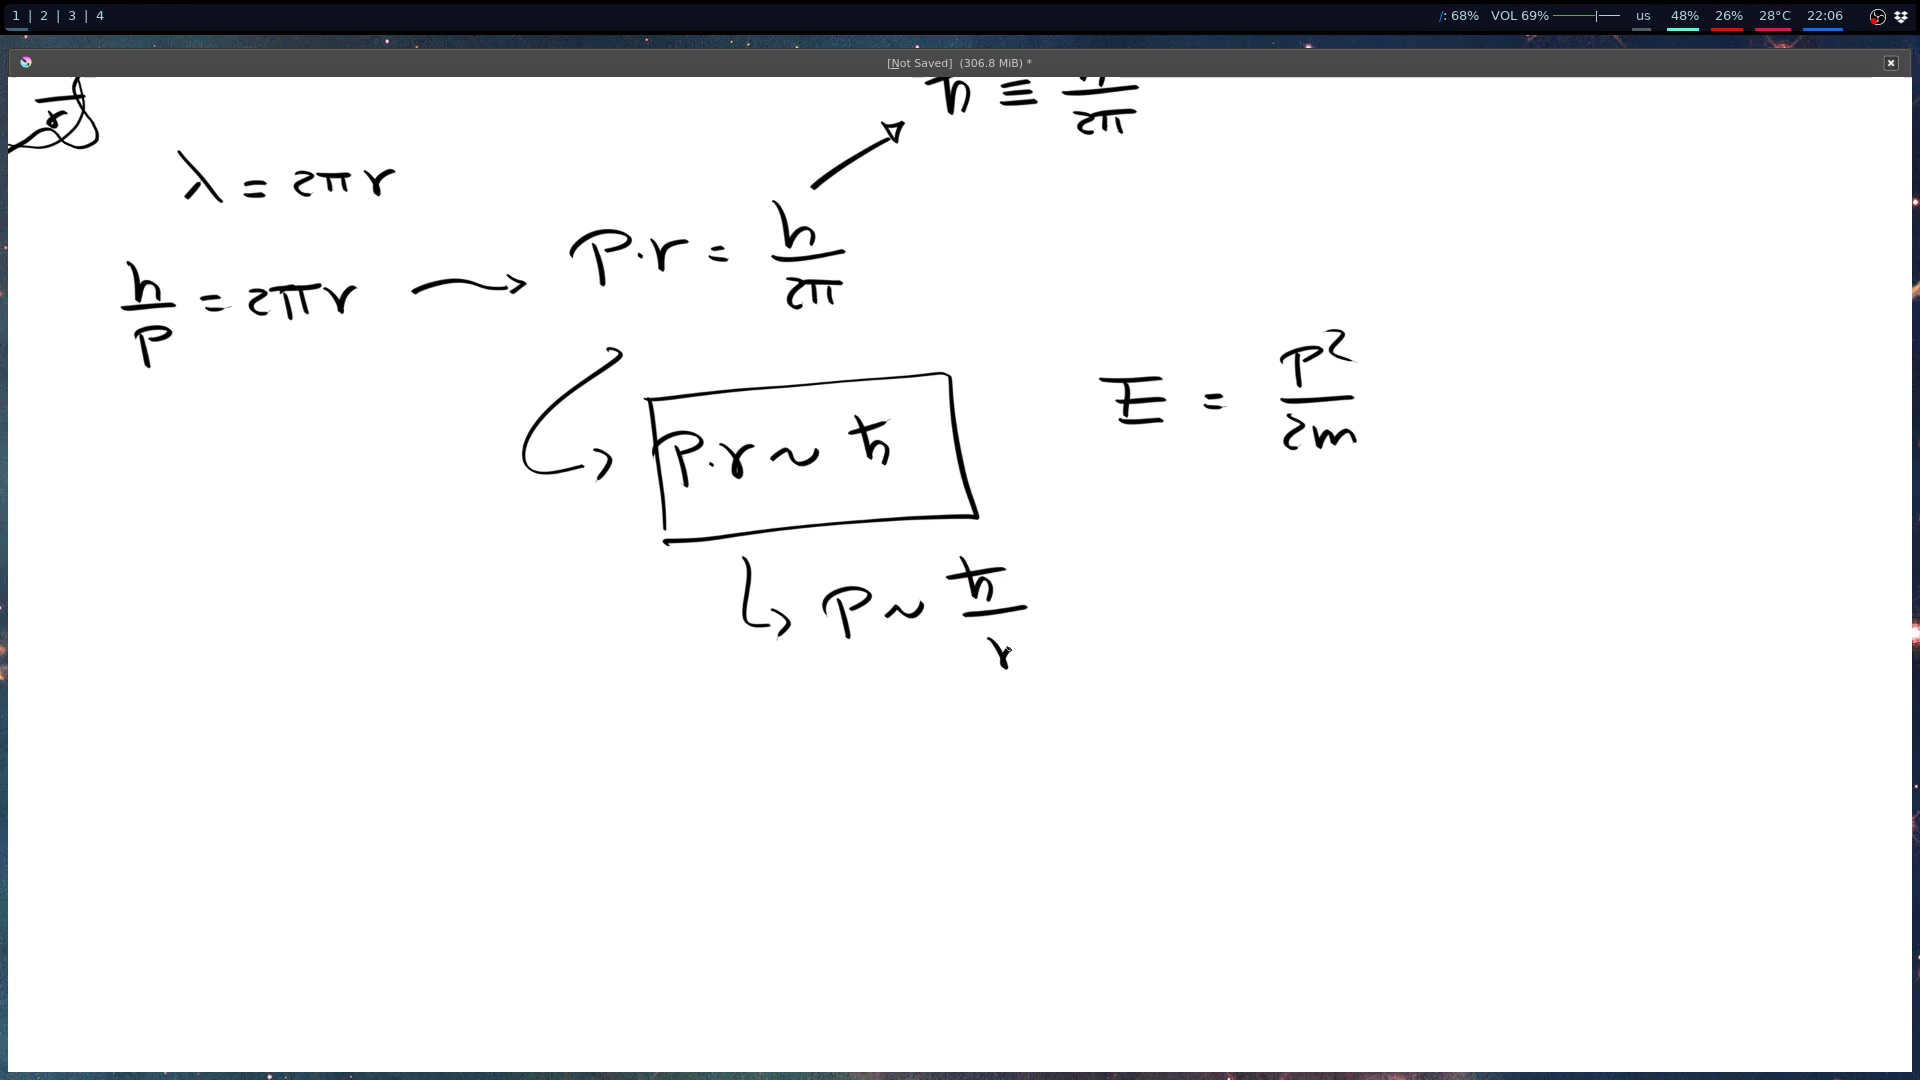 1 | 2 | 3 | 4
/: 68% VOL 69% us 48% 26% 28°C 22:06
[Not Saved] (306.8 MiB) *
r
ħ ≡ h/2π
λ = 2πr
p·r = h/2π
h/p = 2πr
E = p²/2m
p·r ~ ħ
p ~ ħ/r